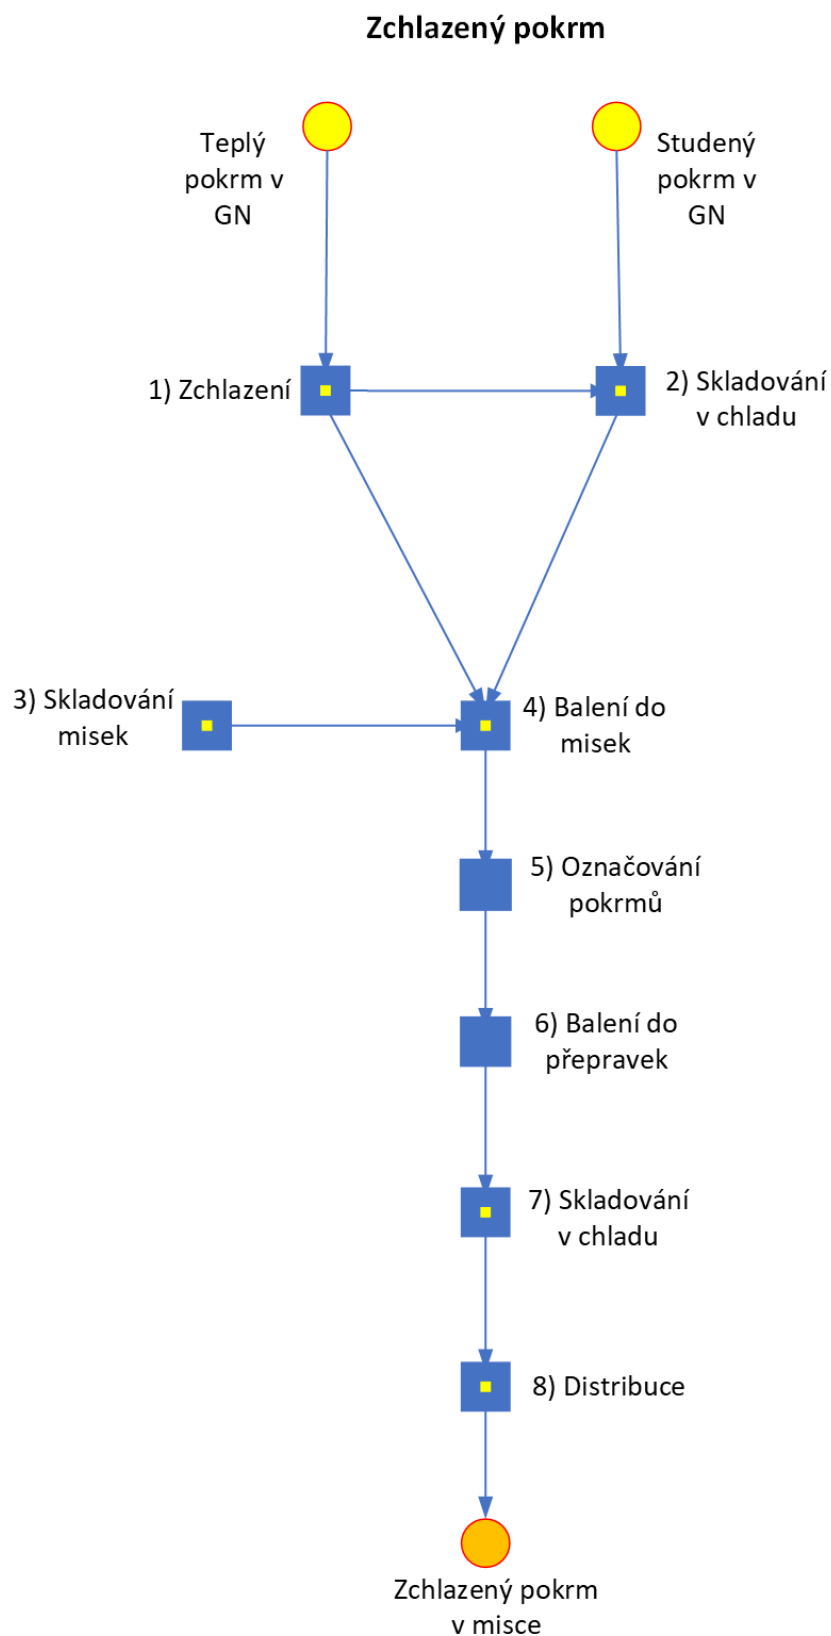 Zchlazený pokrm
Teplý
pokrm v
GN
Studený
pokrm v
GN
1) Zchlazení
2) Skladování
v chladu
3) Skladování
misek
4) Balení do
misek
5) Označování
pokrmů
6) Balení do
přepravek
7) Skladování
v chladu
8) Distribuce
Zchlazený pokrm
v misce